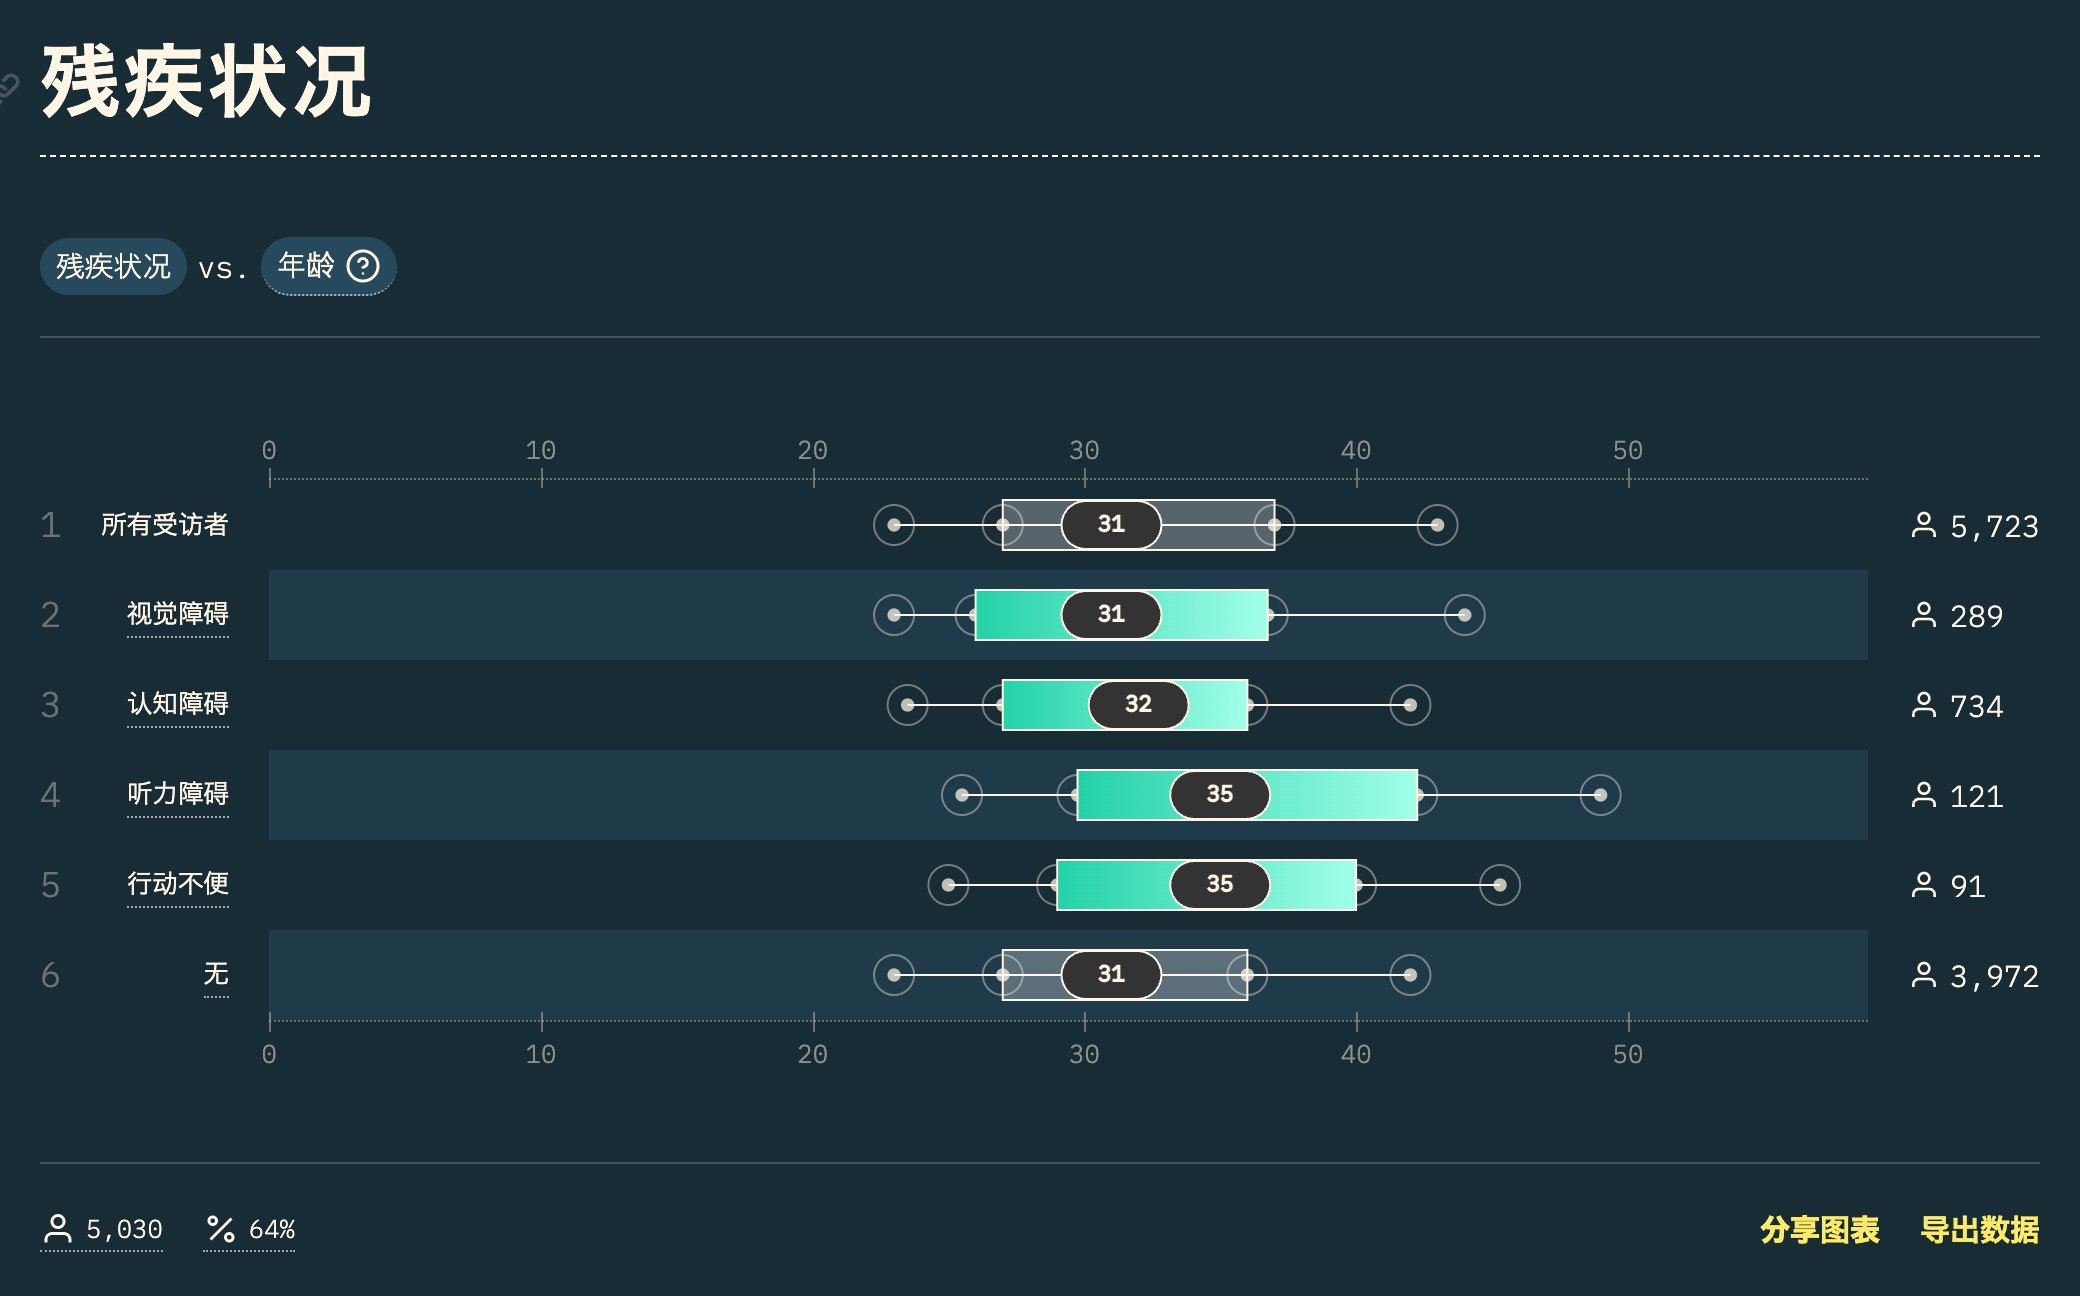 残疾状况
残疾状况 vs. 年龄 ?
0 10 20 30 40 50
1 所有受访者 31 5,723
2 视觉障碍 31 289
3 认知障碍 32 734
4 听力障碍 35 121
5 行动不便 35 91
6 无 31 3,972
0 10 20 30 40 50
5,030 % 64% 分享图表 导出数据